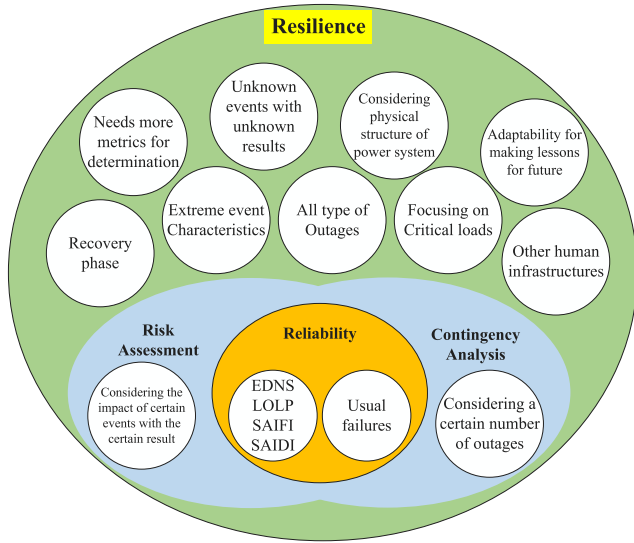 Resilience
Needs more
metrics for
determination
Unknown
events with
unknown
results
Considering
physical
structure of
power system
Adaptability for
making lessons
for future
Recovery
phase
Extreme event
Characteristics
All type of
Outages
Focusing on
Critical loads
Other human
infrastructures
Risk
Assessment
Considering the
impact of certain
events with the
certain result
Reliability
EDNS
LOLP
SAIFI
SAIDI
Usual
failures
Contingency
Analysis
Considering a
certain number
of outages